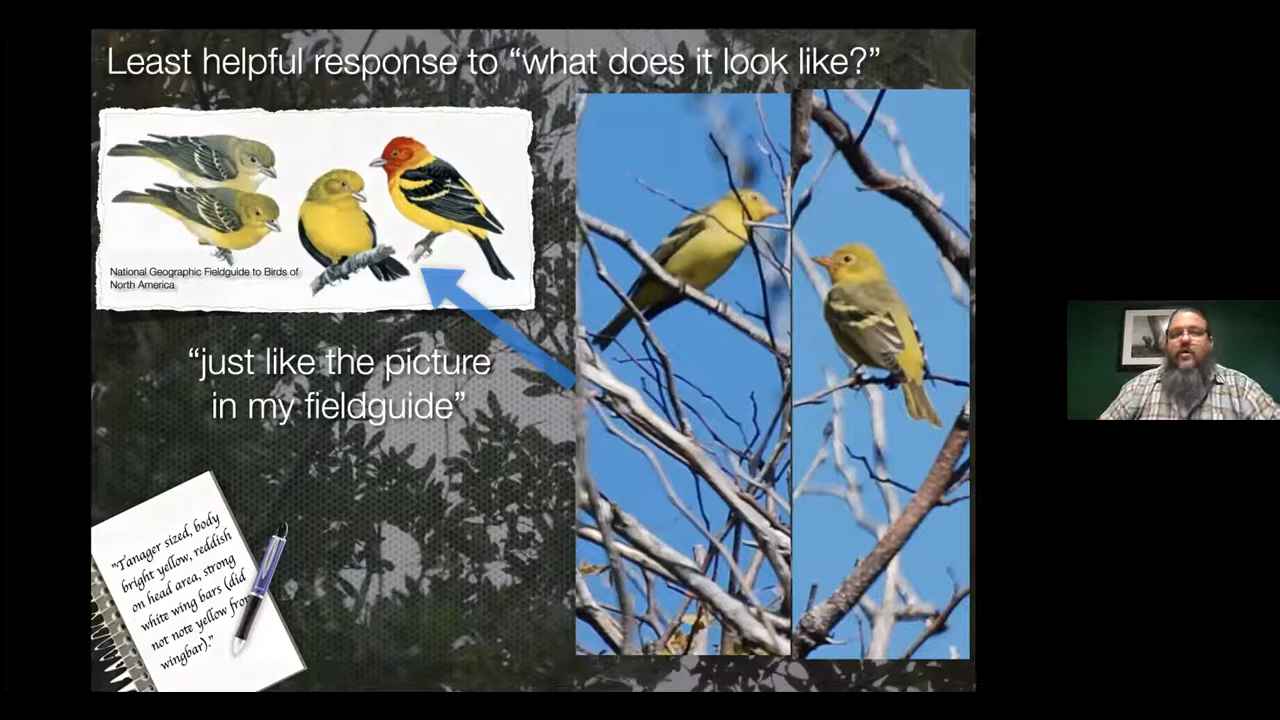 Least helpful response to “what does it look like?”
National Geographic Fieldguide to Birds of
North America
“just like the picture
in my fieldguide”
"Tanager sized, body
bright yellow, reddish
on head area, strong
white wing bars (did
not note yellow
wingbar)."